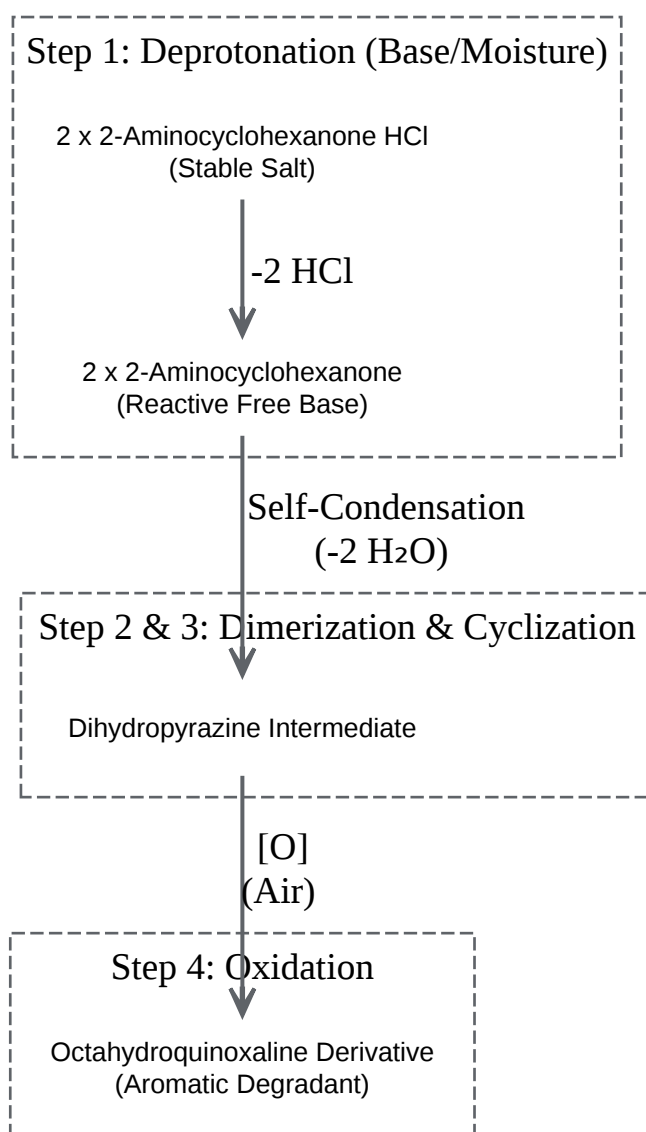 Step 1: Deprotonation (Base/Moisture)
2 x 2-Aminocyclohexanone HCl
(Stable Salt)
-2 HCl
2 x 2-Aminocyclohexanone
(Reactive Free Base)
Self-Condensation
(-2 H₂O)
Step 2 & 3: Dimerization & Cyclization
Dihydropyrazine Intermediate
[O]
(Air)
Step 4: Oxidation
Octahydroquinoxaline Derivative
(Aromatic Degradant)